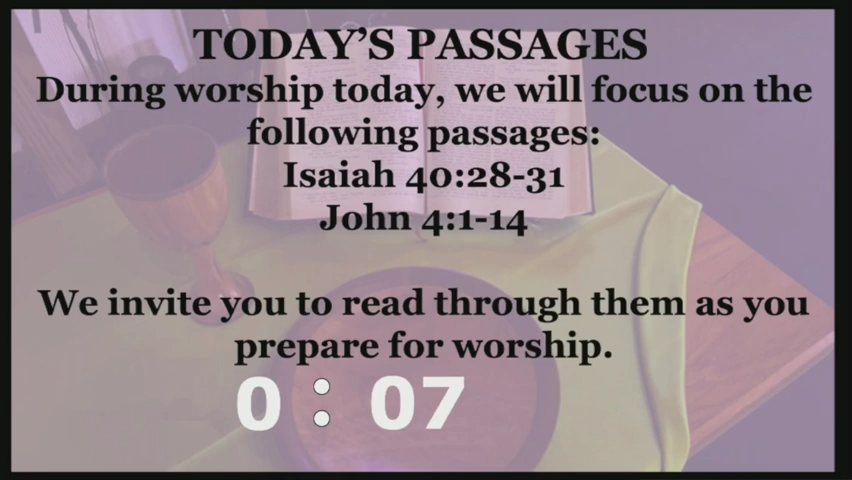 TODAY’S PASSAGES
During worship today, we will focus on the
following passages:
Isaiah 40:28-31
John 4:1-14
We invite you to read through them as you
prepare for worship.
0 : 07